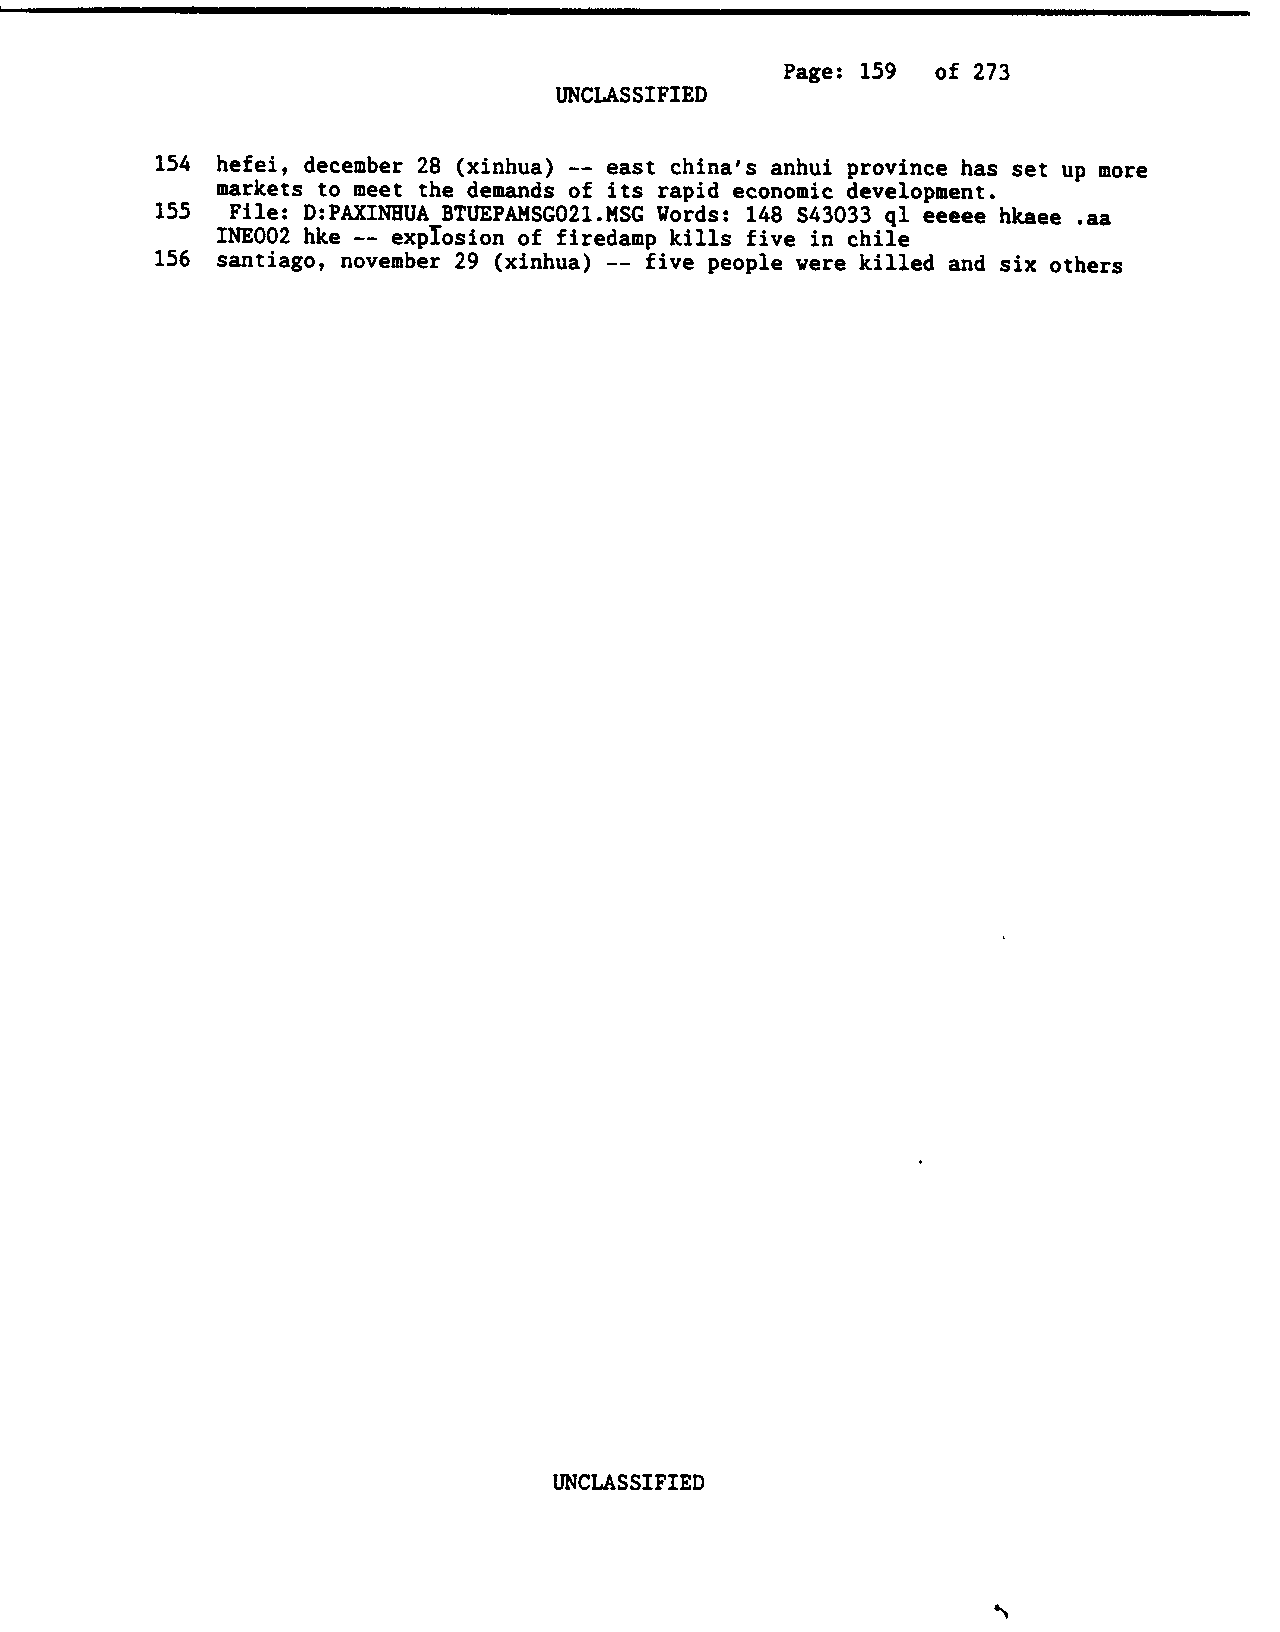 Page: 159 of 273
UNCLASSIFIED
154 hefei, december 28 (xinhua) -- east china's anhui province has set up more
markets to meet the demands of its rapid economic development.
155 File: D:PAXINHUA_BTUEPAMSG021.MSG Words: 148 S43033 ql eeeee hkaee .aa
INE002 hke -- explosion of firedamp kills five in chile
156 santiago, november 29 (xinhua) -- five people were killed and six others
UNCLASSIFIED